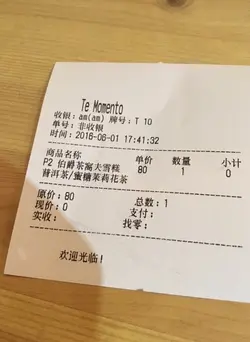 Te Momento
收银: am(am) 牌号: T 10
单号: 非收银
时间: 2016-06-01 17:41:32
商品名称 单价 数量 小计
P2 伯爵茶窝夫雪糕 80 1 0
普洱茶/蜜糖茉莉花茶
原价: 80 总数: 1
现价: 0 支付:
实收: 找零:
欢迎光临!